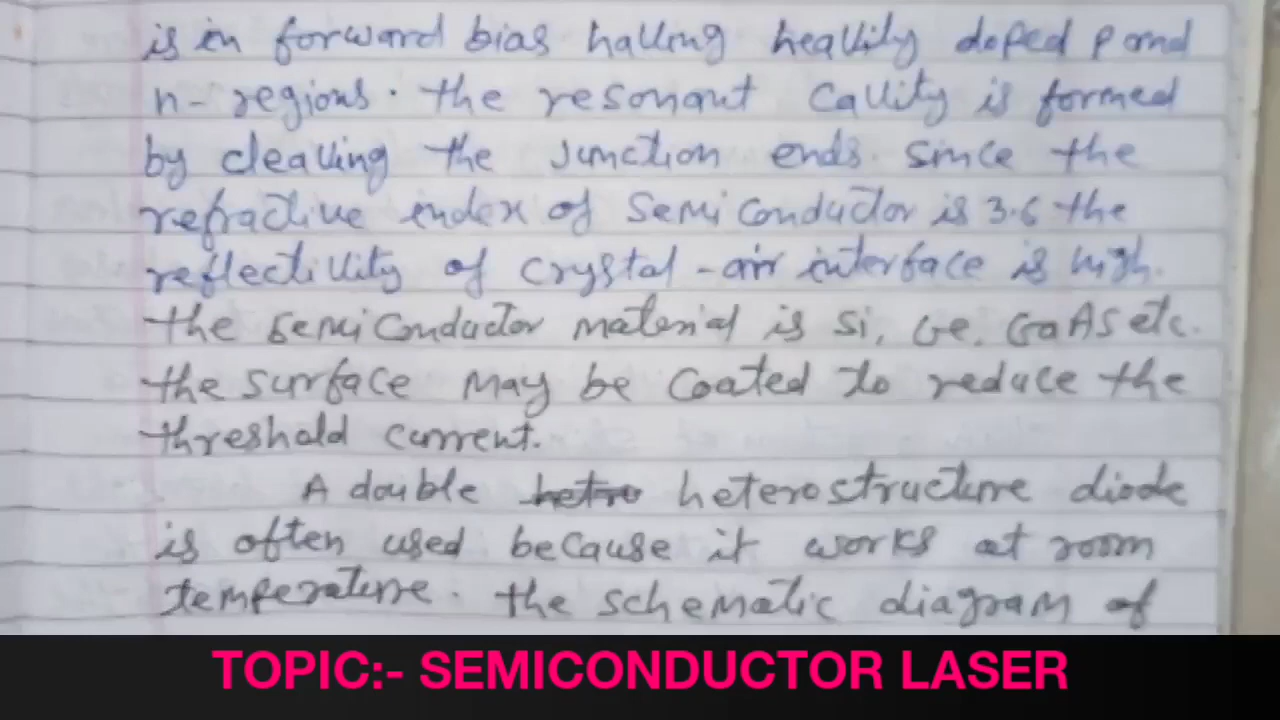 is in forward bias having heavily doped p and
n- regions. the resonant cavity is formed
by cleaving the junction ends. since the
refractive index of semiconductor is 3.6 the
reflectivity of crystal-air interface is high.
the semiconductor material is Si, Ge, GaAs etc.
the surface may be coated to reduce the
threshold current.
A double hetro heterostructure diode
is often used because it works at room
temperature. the schematic diagram of
TOPIC:- SEMICONDUCTOR LASER